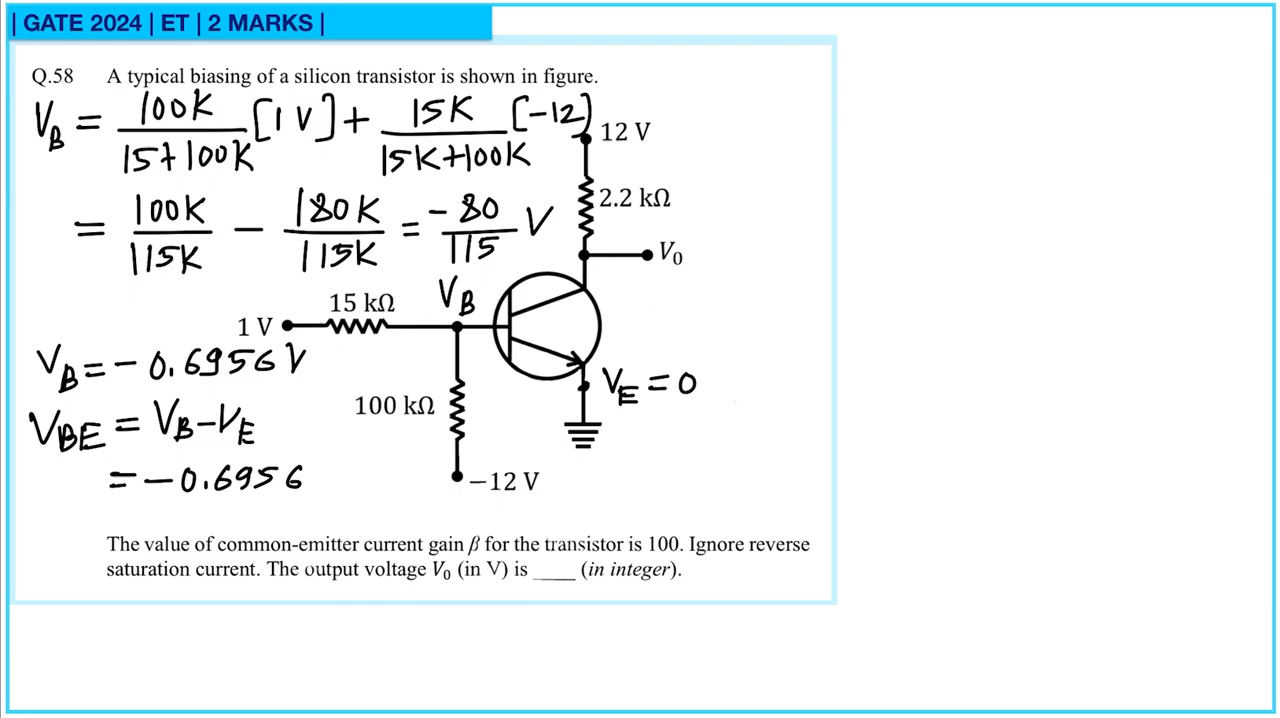 | GATE 2024 | ET | 2 MARKS |
Q.58 A typical biasing of a silicon transistor is shown in figure.
V_B = 100K/(15+100K) [1V] + 15K/(15K+100K) [-12]
12 V
= 100K/115K - 180K/115K = -80/115 V
2.2 kΩ
V₀
V_B
15 kΩ
1 V
V_B = -0.6956 V
V_E = 0
100 kΩ
V_BE = V_B - V_E
= -0.6956
−12 V
The value of common-emitter current gain β for the transistor is 100. Ignore reverse
saturation current. The output voltage V₀ (in V) is ____ (in integer).